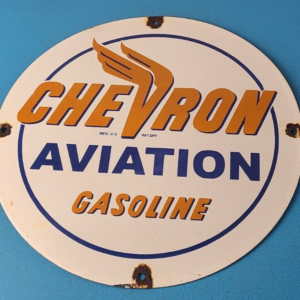 CHEVRON
REG. U.S. PAT. OFF.
AVIATION
GASOLINE